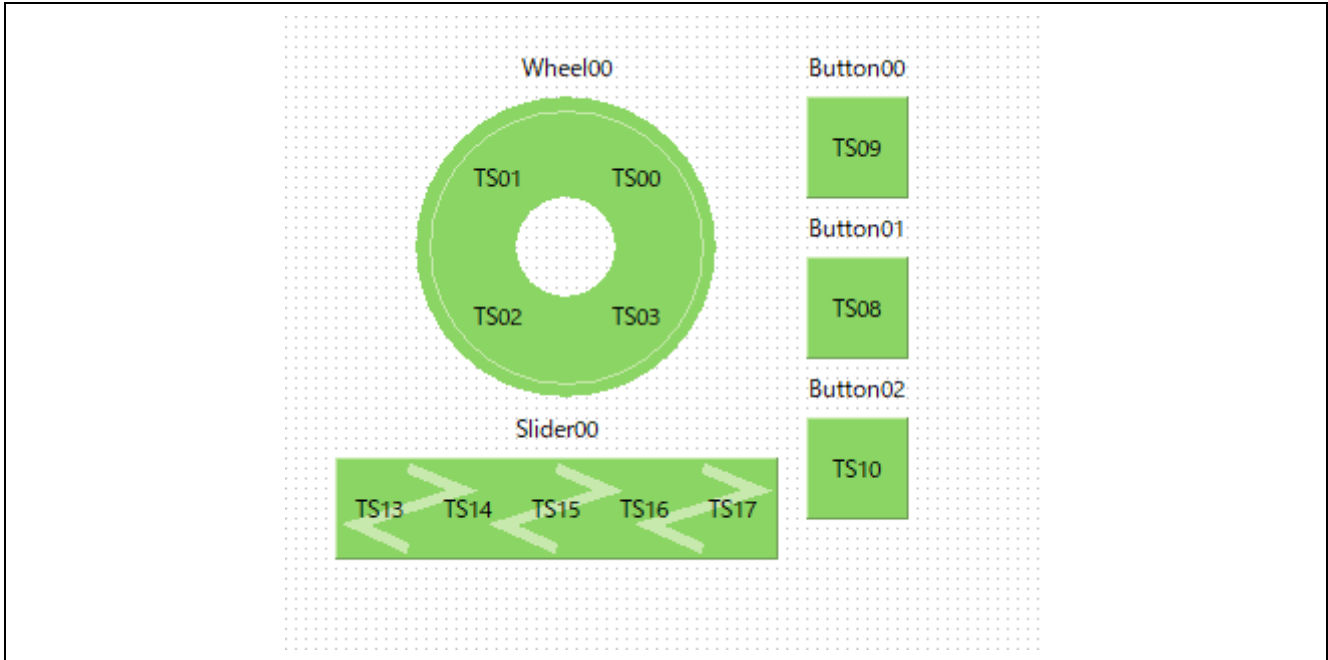 Wheel00
TS01 TS00
TS02 TS03
Slider00
TS13 TS14 TS15 TS16 TS17
Button00
TS09
Button01
TS08
Button02
TS10